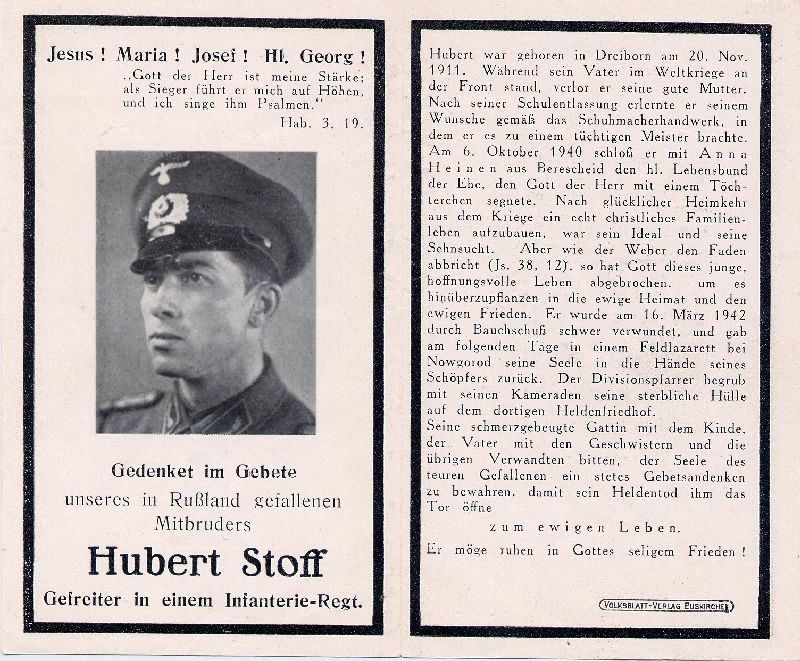 Jesus! Maria! Josef! Hl. Georg!
„Gott der Herr ist meine Stärke;
als Sieger führt er mich auf Höhen,
und ich singe ihm Psalmen."
Hab. 3, 19.
Gedenket im Gebete
unseres in Rußland gefallenen
Mitbruders
Hubert Stoff
Gefreiter in einem Infanterie-Regt.
Hubert war geboren in Dreiborn am 20. Nov.
1911. Während sein Vater im Weltkriege an
der Front stand, verlor er seine gute Mutter.
Nach seiner Schulentlassung erlernte er seinem
Wunsche gemäß das Schuhmacherhandwerk, in
dem er es zu einem tüchtigen Meister brachte.
Am 6. Oktober 1940 schloß er mit Anna
Heinen aus Berescheid den hl. Lebensbund
der Ehe, den Gott der Herr mit einem Töch-
terchen segnete. Nach glücklicher Heimkehr
aus dem Kriege ein echt christliches Familien-
leben aufzubauen, war sein Ideal und seine
Sehnsucht. Aber wie der Weber den Faden
abbricht (Js. 38, 12), so hat Gott dieses junge,
hoffnungsvolle Leben abgebrochen, um es
hinüberzupflanzen in die ewige Heimat und den
ewigen Frieden. Er wurde am 16. März 1942
durch Bauchschuß schwer verwundet, und gab
am folgenden Tage in einem Feldlazarett bei
Nowgorod seine Seele in die Hände seines
Schöpfers zurück. Der Divisionspfarrer begrub
mit seinen Kameraden seine sterbliche Hülle
auf dem dortigen Heldenfriedhof.
Seine schmerzgebeugte Gattin mit dem Kinde,
der Vater mit den Geschwistern und die
übrigen Verwandten bitten, der Seele des
teuren Gefallenen ein stetes Gebetsandenken
zu bewahren, damit sein Heldentod ihm das
Tor öffne
zum ewigen Leben.
Er möge ruhen in Gottes seligem Frieden!
Volksblatt-Verlag Euskirchen